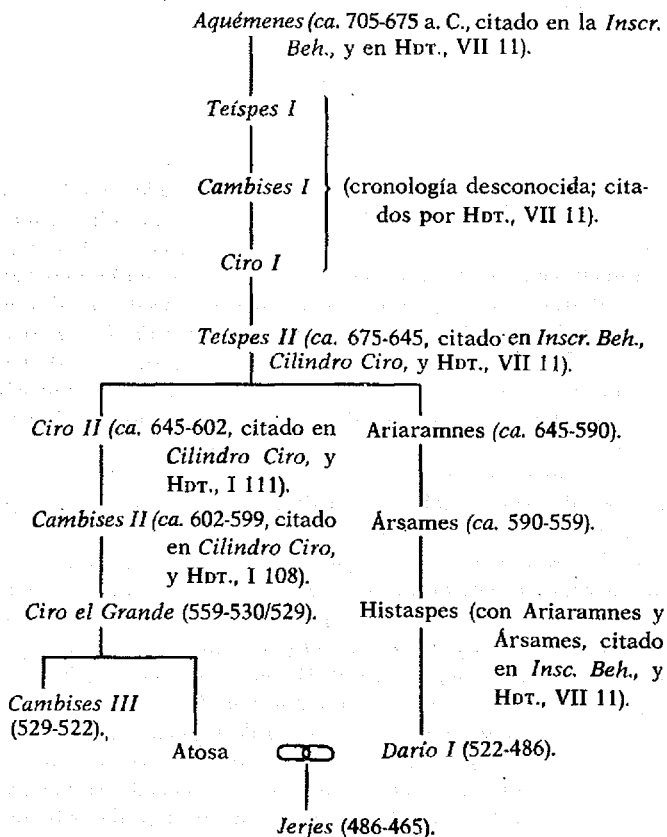 Aquémenes (ca. 705-675 a. C., citado en la Inscr.
Beh., y en HDT., VII 11).
Teíspes I
Cambises I
(cronología desconocida; cita-
dos por HDT., VII 11).
Ciro I
Teíspes II (ca. 675-645, citado en Inscr. Beh.,
Cilindro Ciro, y HDT., VII 11).
Ciro II (ca. 645-602, citado en
Cilindro Ciro, y
HDT., I 111).
Ariaramnes (ca. 645-590).
Cambises II (ca. 602-599, citado
en Cilindro Ciro,
y HDT., I 108).
Ársames (ca. 590-559).
Ciro el Grande (559-530/529).
Histaspes (con Ariaramnes y
Ársames, citado
en Insc. Beh., y
HDT., VII 11).
Cambises III
(529-522).
Atosa
Darío I (522-486).
Jerjes (486-465).